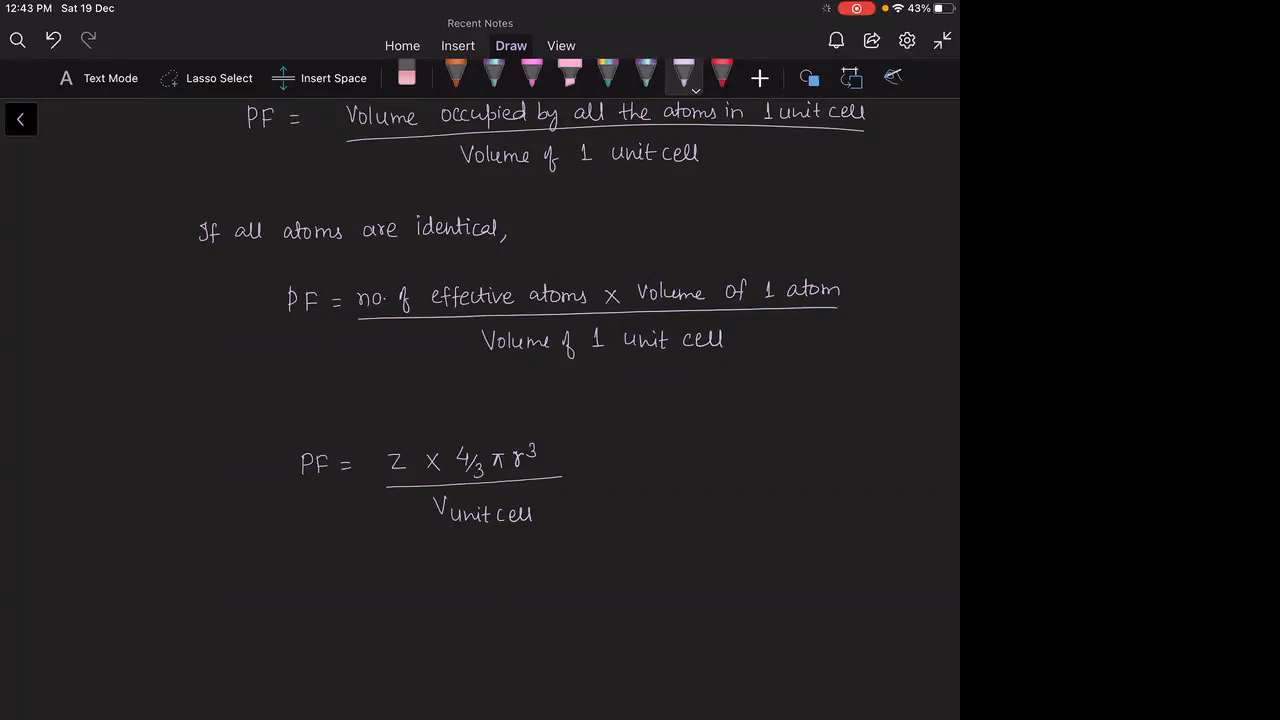 12:43 PM Sat 19 Dec 43%
Recent Notes
Home Insert Draw View
Text Mode Lasso Select Insert Space
PF = Volume occupied by all the atoms in 1 unit cell
Volume of 1 unit cell
If all atoms are identical,
PF = no. of effective atoms × Volume of 1 atom
Volume of 1 unit cell
PF = Z × 4/3 π r³
V unit cell